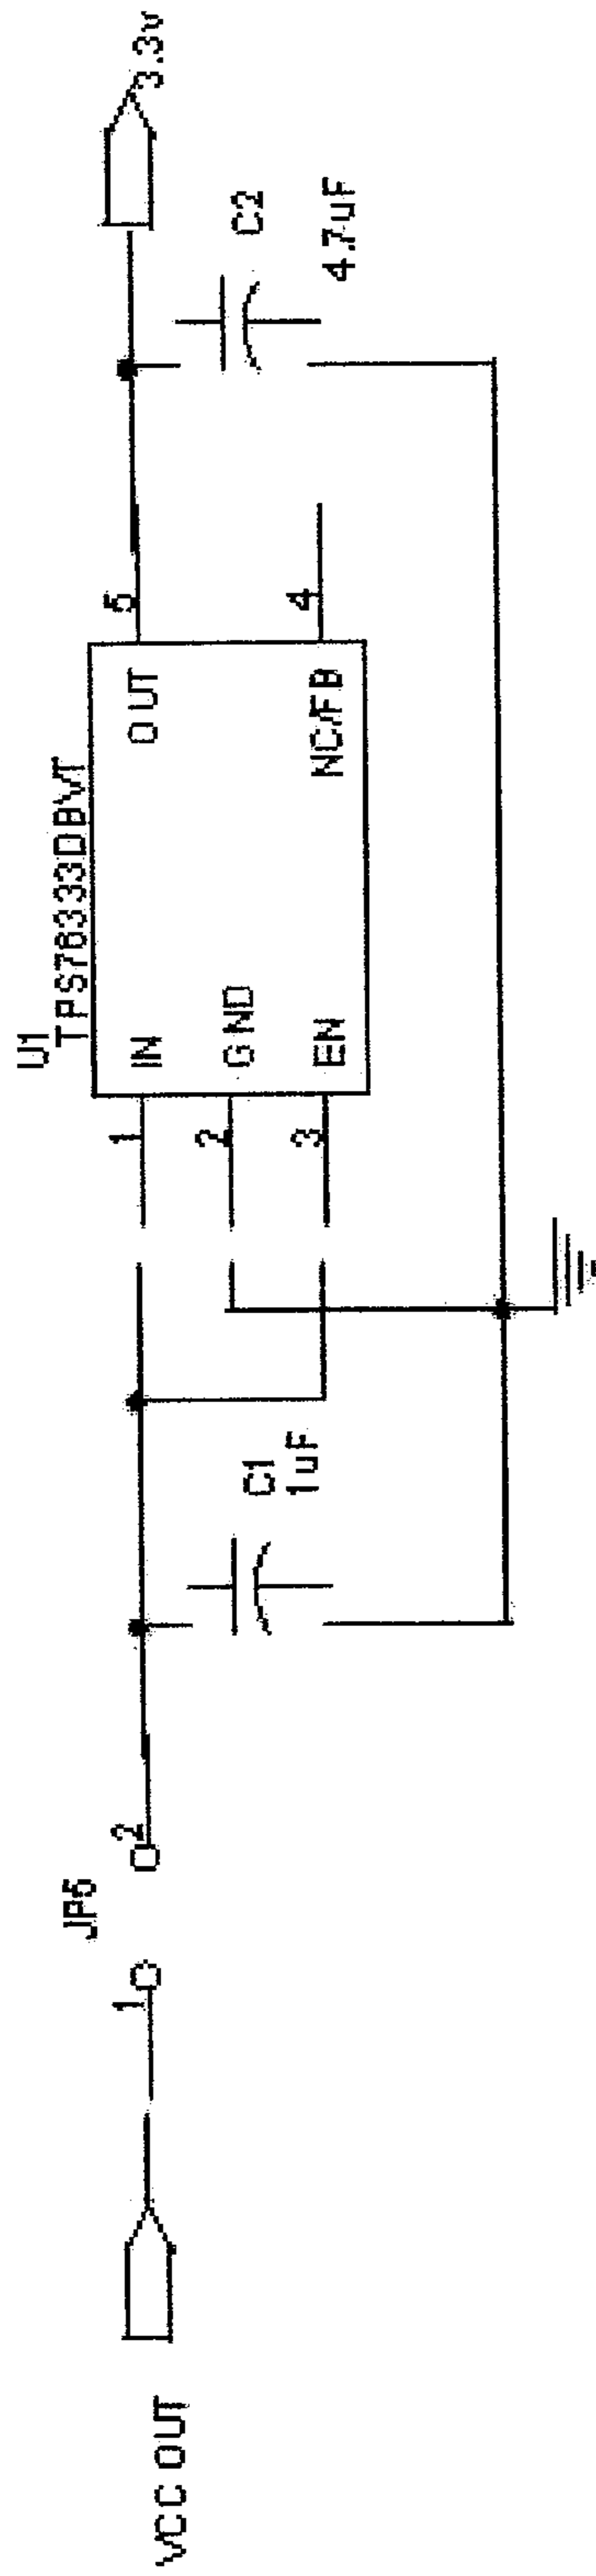 VCC OUT
1
JP5
2
C1
1uF
U1
TPS76333DBVT
1
IN
2
GND
3
EN
OUT
5
NC/FB
4
C2
4.7uF
3.3v